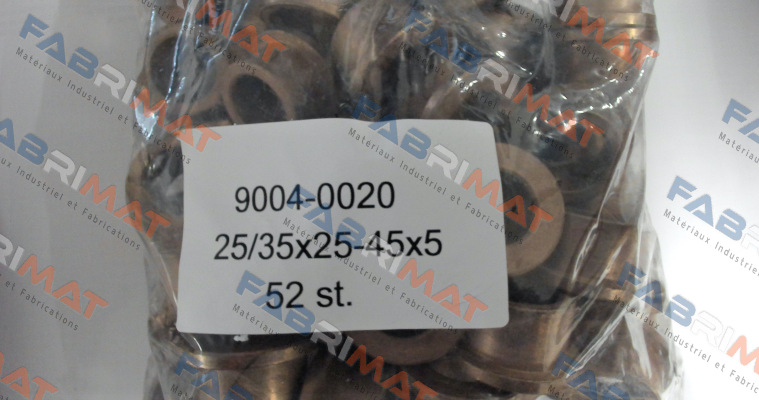 9004-0020
25/35x25-45x5
52 st.
FABRIMAT
Matériaux Industriel et Fabrications